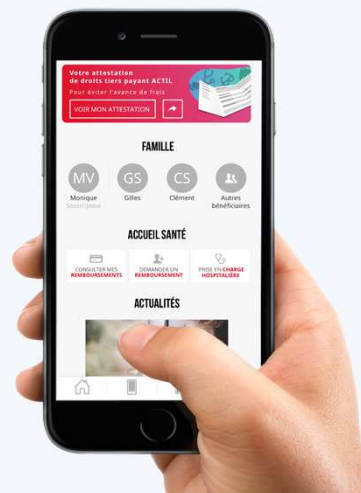 Votre attestation
de droits tiers payant ACTIL
Pour éviter l'avance de frais
VOIR MON ATTESTATION
FAMILLE
MV GS CS
Monique Gilles Clément Autres
bénéficiaires
ACCUEIL SANTÉ
CONSULTER MES DEMANDER UN PRISE EN CHARGE
REMBOURSEMENTS REMBOURSEMENT HOSPITALIÈRE
ACTUALITÉS